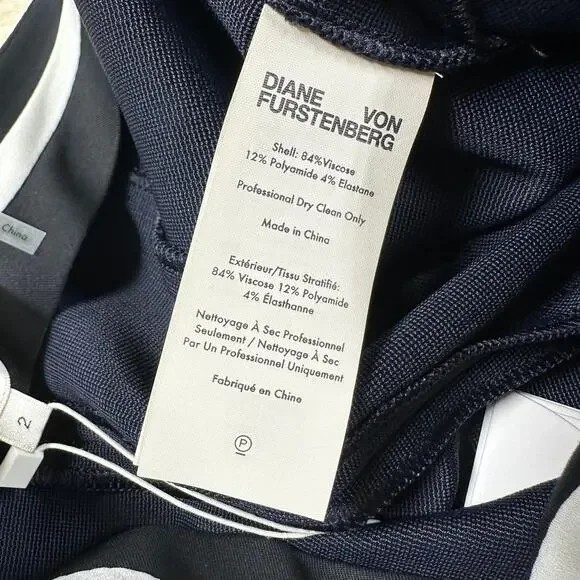 DIANE VON
FURSTENBERG
Shell: 84%Viscose
12% Polyamide 4% Elastane
Professional Dry Clean Only
Made in China
Extérieur/Tissu Stratifié:
84% Viscose 12% Polyamide
4% Élasthanne
Nettoyage À Sec Professionnel
Seulement / Nettoyage À Sec
Par Un Professionnel Uniquement
Fabriqué en Chine
P
China
2